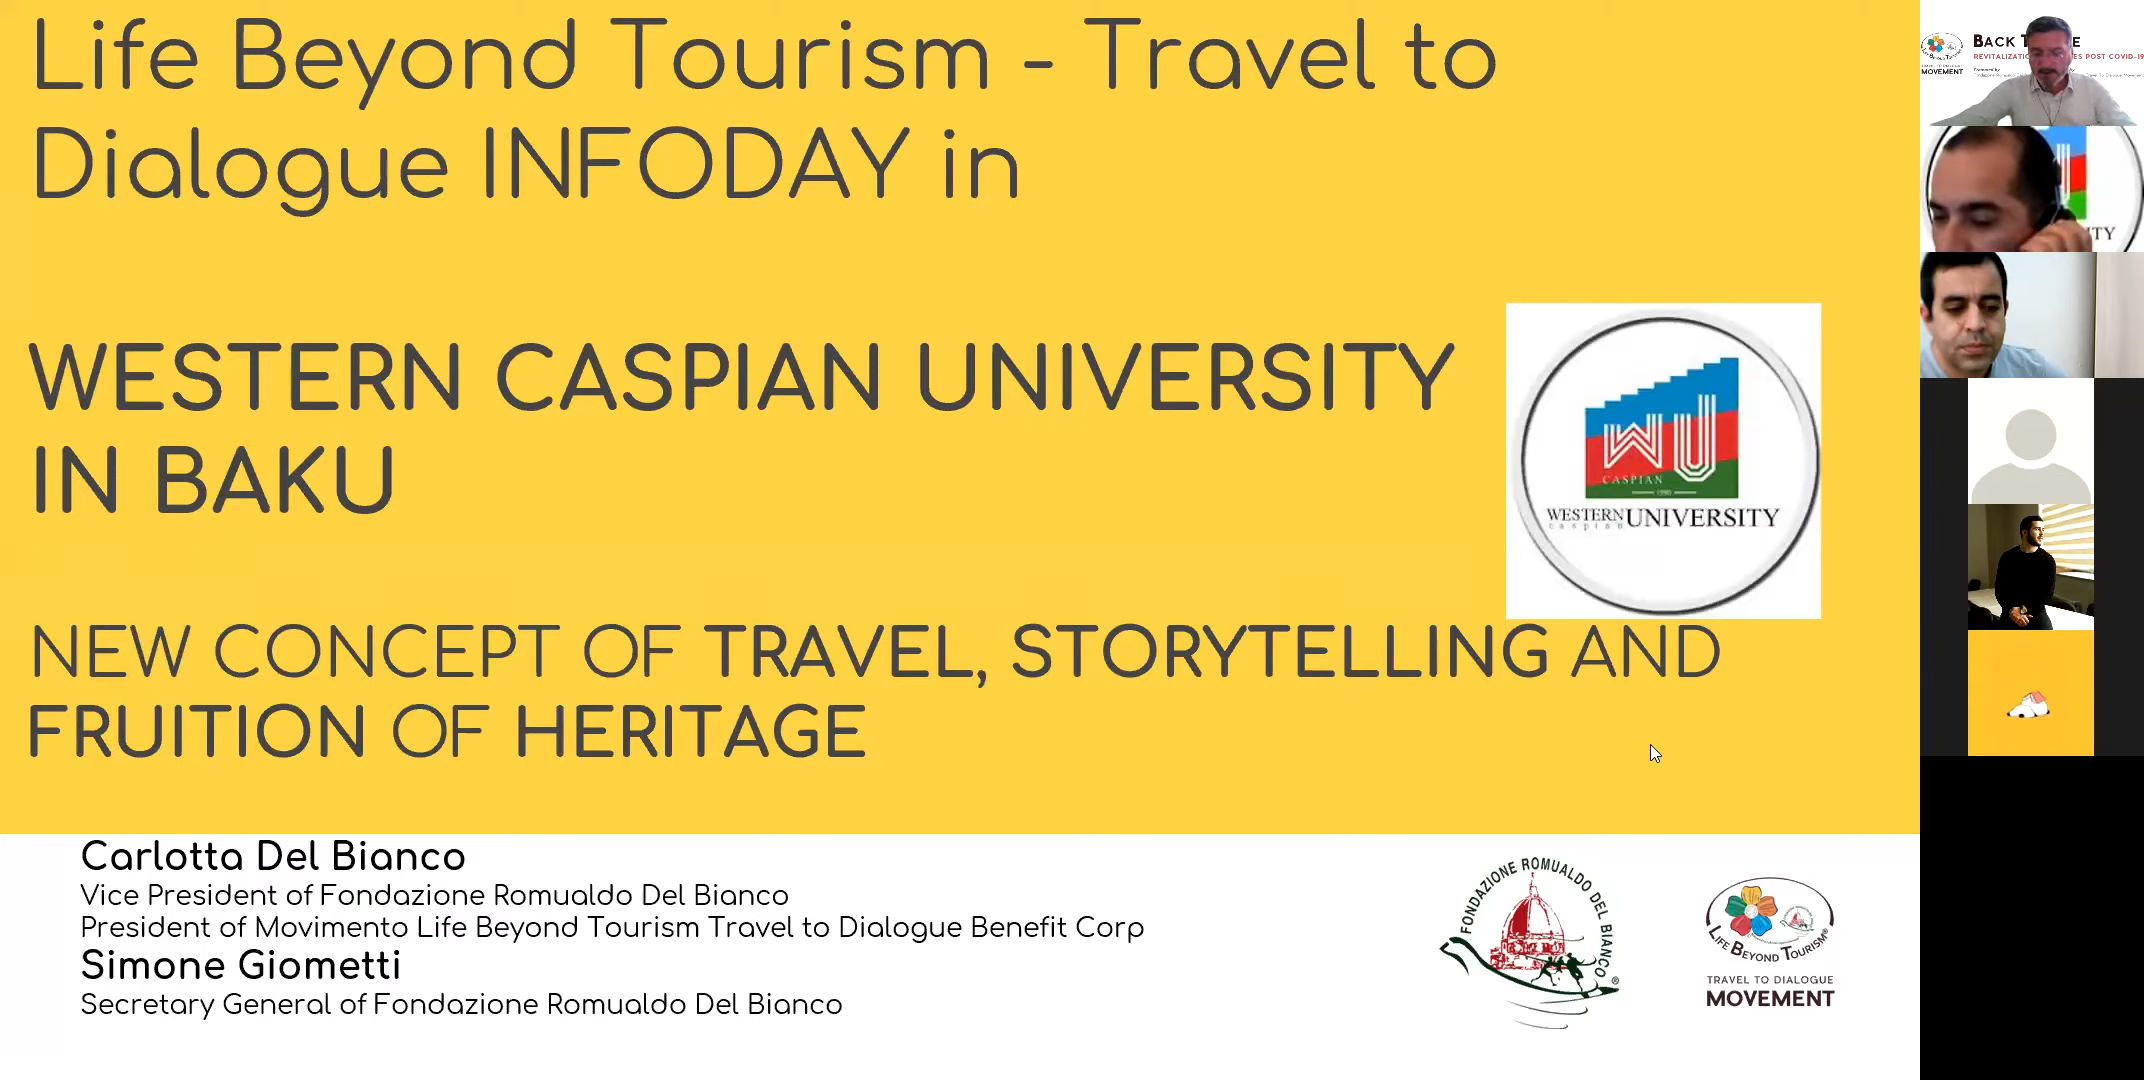 Life Beyond Tourism - Travel to
Dialogue INFODAY in
WESTERN CASPIAN UNIVERSITY
IN BAKU
WU
CASPIAN
WESTERN UNIVERSITY
caspian
NEW CONCEPT OF TRAVEL, STORYTELLING AND
FRUITION OF HERITAGE
Carlotta Del Bianco
Vice President of Fondazione Romualdo Del Bianco
President of Movimento Life Beyond Tourism Travel to Dialogue Benefit Corp
Simone Giometti
Secretary General of Fondazione Romualdo Del Bianco
FONDAZIONE ROMUALDO DEL BIANCO
®
LIFE BEYOND TOURISM®
TRAVEL TO DIALOGUE
MOVEMENT
BACK
POST COVID-19
MOVEMENT